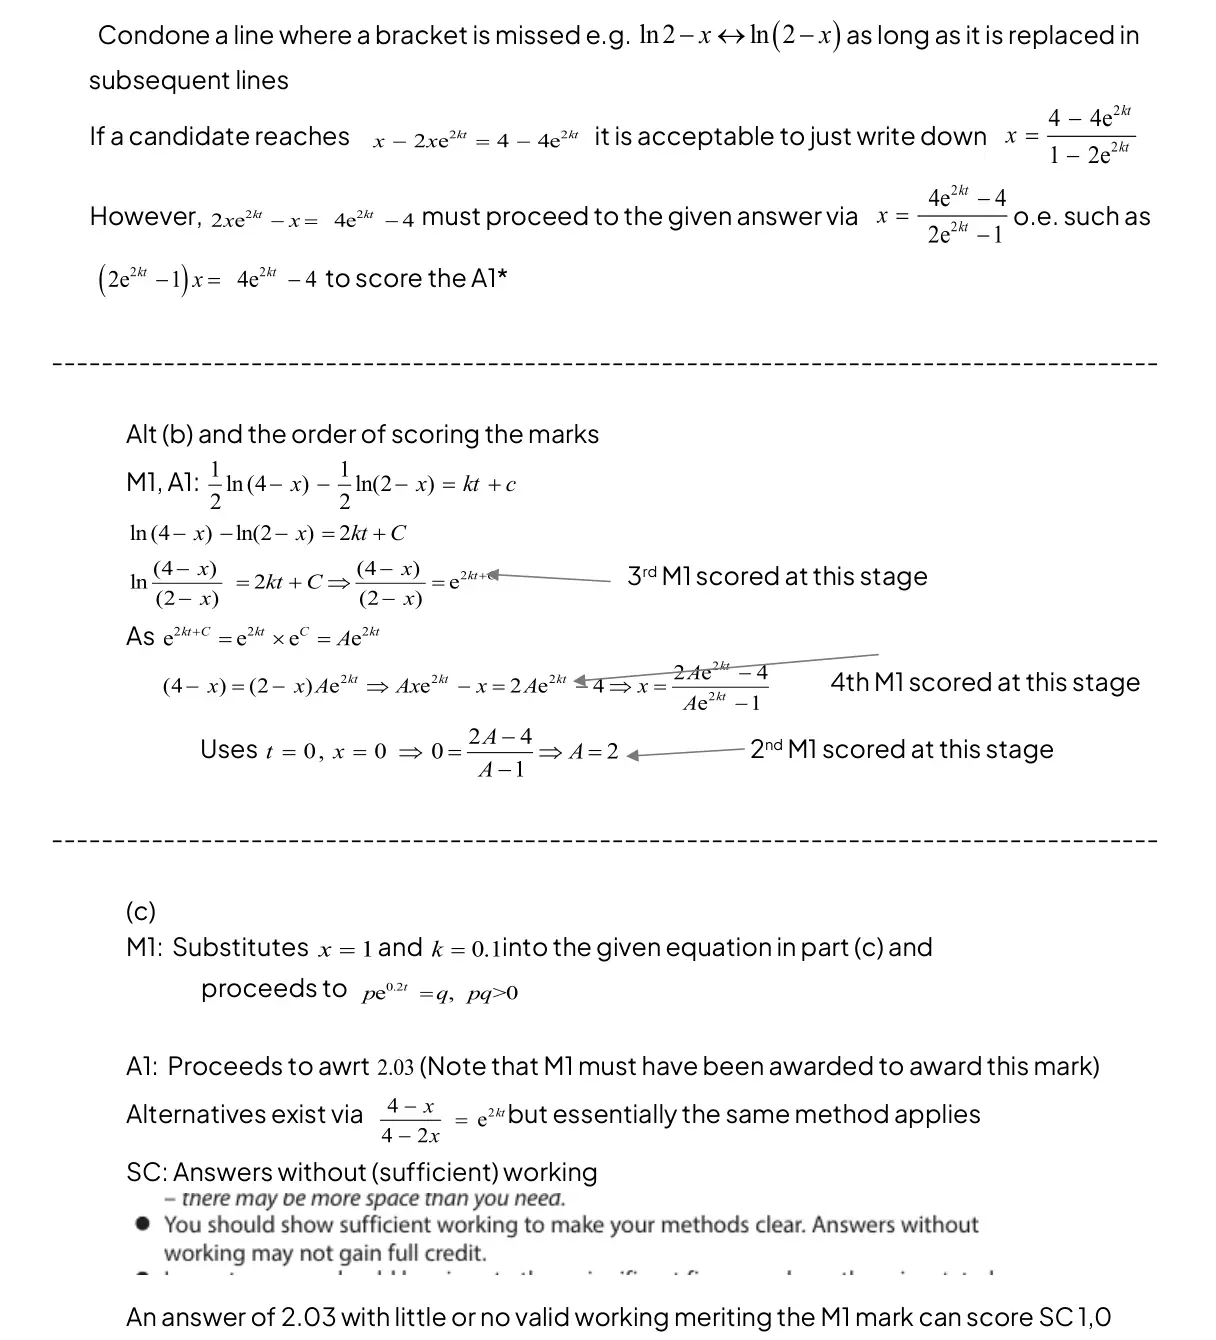 Condone a line where a bracket is missed e.g. ln 2 − x ↔ ln(2 − x) as long as it is replaced in
subsequent lines
If a candidate reaches x − 2xe^{2kt} = 4 − 4e^{2kt} it is acceptable to just write down x = \frac{4 − 4e^{2kt}}{1 − 2e^{2kt}}
However, 2xe^{2kt} − x = 4e^{2kt} − 4 must proceed to the given answer via x = \frac{4e^{2kt} − 4}{2e^{2kt} − 1} o.e. such as
(2e^{2kt} − 1)x = 4e^{2kt} − 4 to score the A1*
Alt (b) and the order of scoring the marks
M1, A1: \frac{1}{2} ln(4 − x) − \frac{1}{2} ln(2 − x) = kt + c
ln(4 − x) − ln(2 − x) = 2kt + C
ln \frac{(4 − x)}{(2 − x)} = 2kt + C ⇒ \frac{(4 − x)}{(2 − x)} = e^{2kt+C} 3rd M1 scored at this stage
As e^{2kt+C} = e^{2kt} × e^{C} = Ae^{2kt}
(4 − x) = (2 − x)Ae^{2kt} ⇒ Axe^{2kt} − x = 2Ae^{2kt} − 4 ⇒ x = \frac{2Ae^{2kt} − 4}{Ae^{2kt} − 1} 4th M1 scored at this stage
Uses t = 0, x = 0 ⇒ 0 = \frac{2A − 4}{A − 1} ⇒ A = 2 2nd M1 scored at this stage
(c)
M1: Substitutes x = 1 and k = 0.1 into the given equation in part (c) and
proceeds to pe^{0.2t} = q, pq>0
A1: Proceeds to awrt 2.03 (Note that M1 must have been awarded to award this mark)
Alternatives exist via \frac{4 − x}{4 − 2x} = e^{2kt} but essentially the same method applies
SC: Answers without (sufficient) working
– there may be more space than you need.
● You should show sufficient working to make your methods clear. Answers without
working may not gain full credit.
An answer of 2.03 with little or no valid working meriting the M1 mark can score SC 1,0